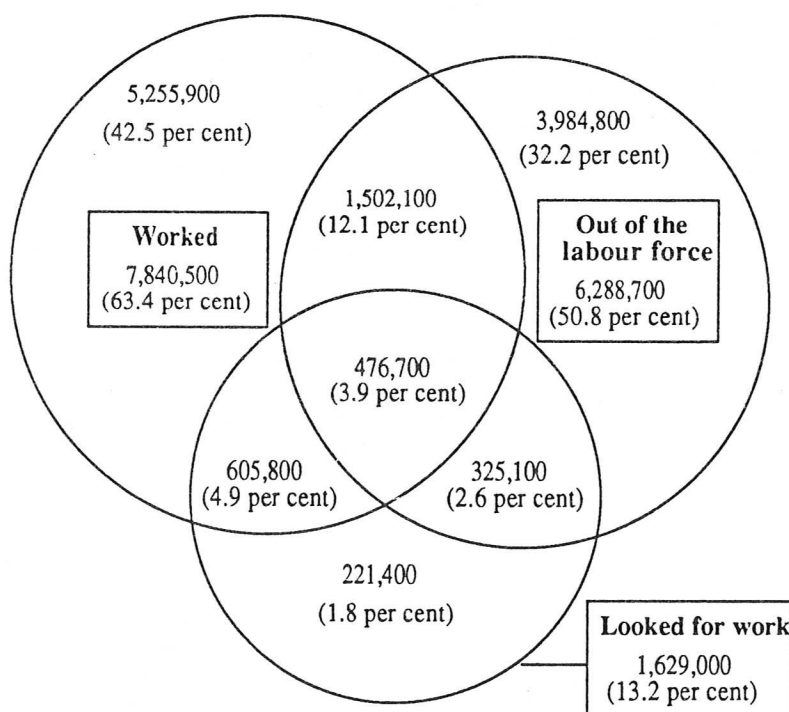 5,255,900
(42.5 per cent)
3,984,800
(32.2 per cent)
1,502,100
(12.1 per cent)
Worked
7,840,500
(63.4 per cent)
Out of the
labour force
6,288,700
(50.8 per cent)
476,700
(3.9 per cent)
605,800
(4.9 per cent)
325,100
(2.6 per cent)
221,400
(1.8 per cent)
Looked for work
1,629,000
(13.2 per cent)